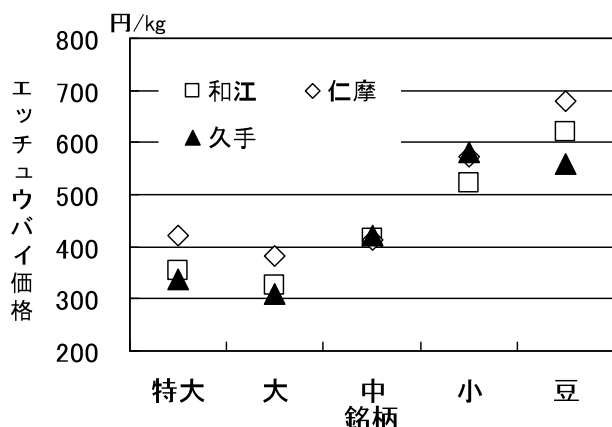 円/kg
800
700
600
500
400
300
200
エッチュウバイ価格
□ 和江 ◇ 仁摩
▲ 久手
特大 大 中 小 豆
銘柄